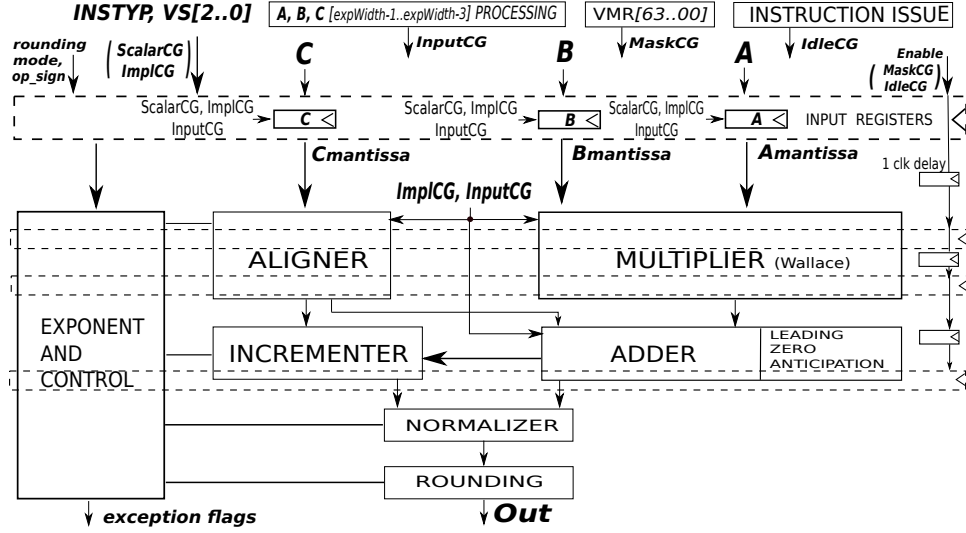 INSTYP, VS[2..0]
A, B, C [expWidth-1..expWidth-3] PROCESSING
VMR[63..00]
INSTRUCTION ISSUE
rounding
mode,
op_sign
(ScalarCG
ImplCG)
C
InputCG
B
MaskCG
A
IdleCG
Enable
(MaskCG
IdleCG)
ScalarCG, ImplCG
InputCG
C
ScalarCG, ImplCG
InputCG
B
ScalarCG, ImplCG
InputCG
A
INPUT REGISTERS
Cmantissa
Bmantissa
Amantissa
1 clk delay
ImplCG, InputCG
ALIGNER
MULTIPLIER (Wallace)
EXPONENT
AND
CONTROL
INCREMENTER
ADDER
LEADING
ZERO
ANTICIPATION
NORMALIZER
ROUNDING
exception flags
Out